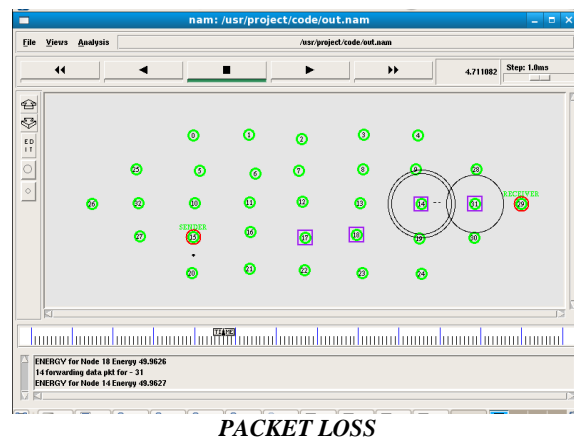 nam: /usr/project/code/out.nam
File Views Analysis /usr/project/code/out.nam
4.711082 Step: 1.0ms
ED
IT
0 1 2 3 4
25 5 6 7 8 9 28
26 32 10 11 12 13 14 -- 31 29 RECEIVER
SENDER
27 15 16 17 18 19 30
20 21 22 23 24
TIME
ENERGY for Node 18 Energy 49.9626
14 forwarding data pkt for - 31
ENERGY for Node 14 Energy 49.9627
PACKET LOSS